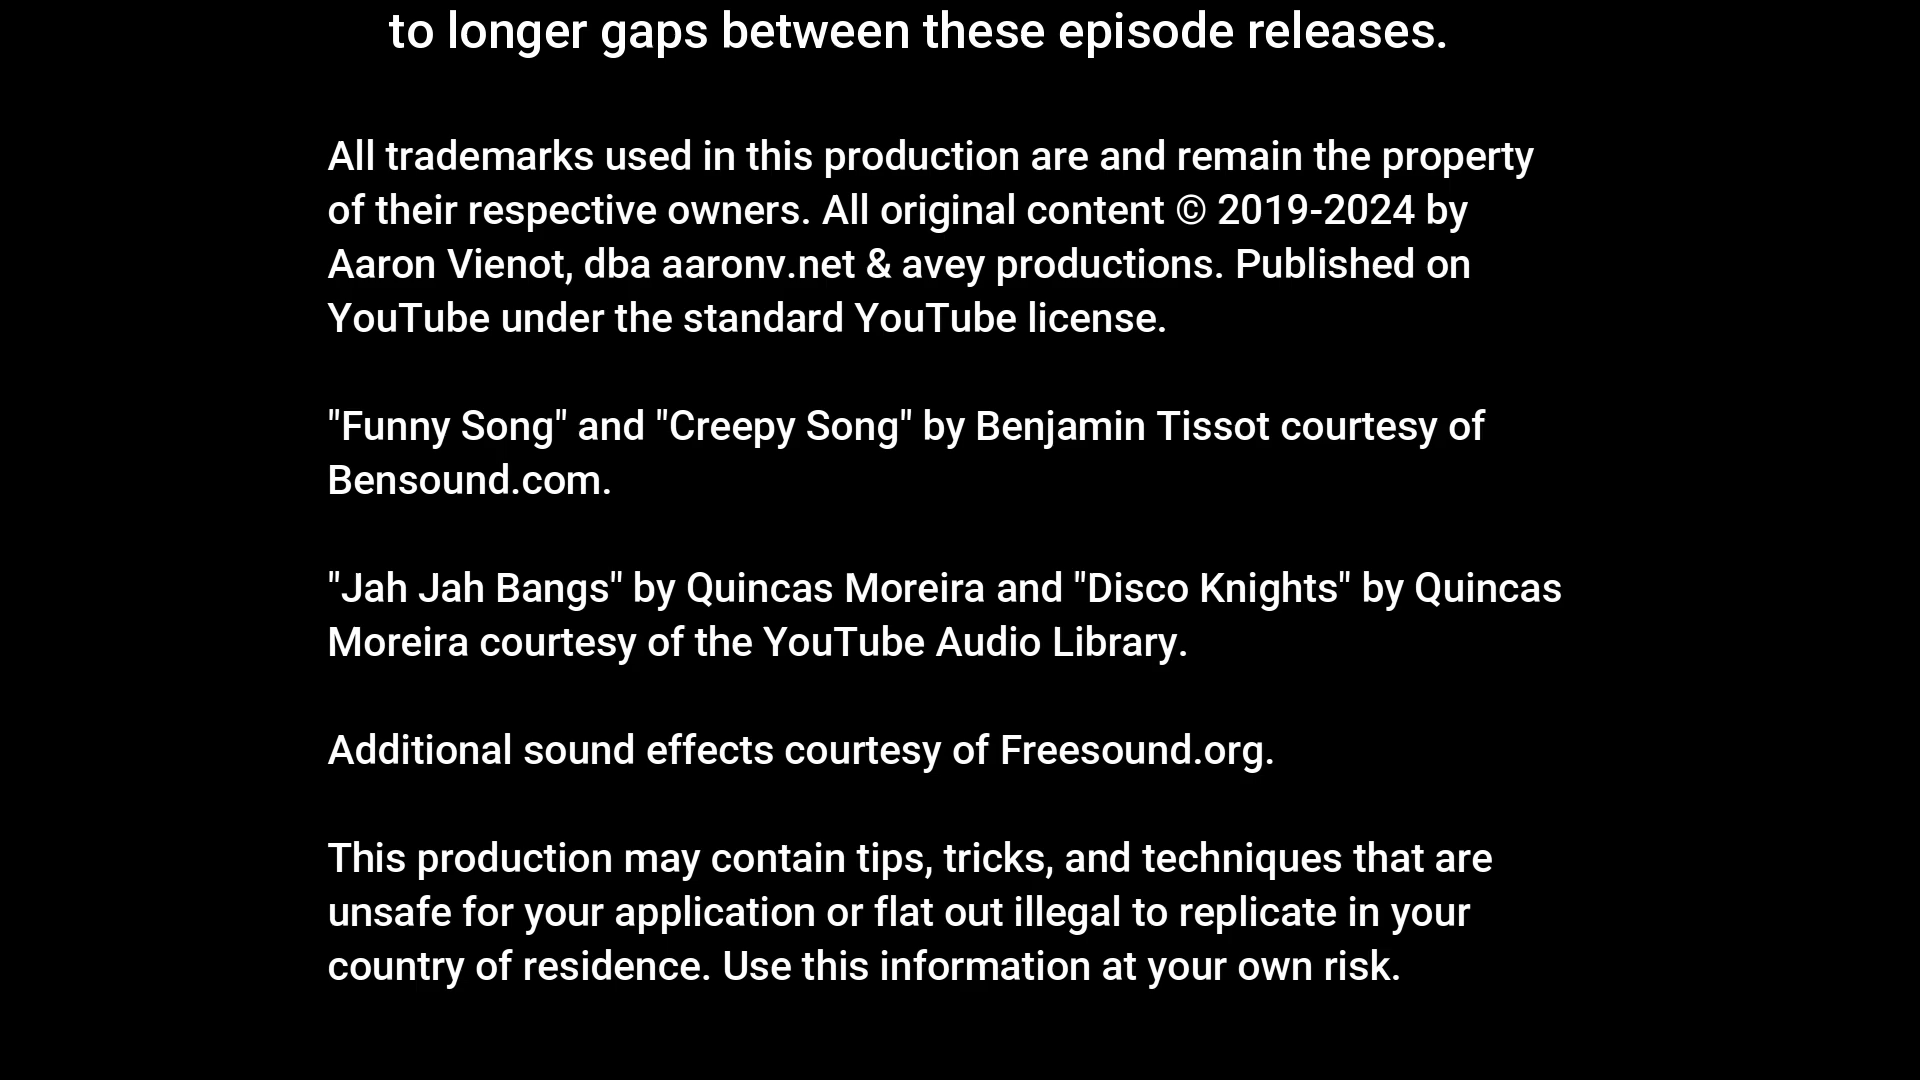 to longer gaps between these episode releases.
All trademarks used in this production are and remain the property
of their respective owners. All original content © 2019-2024 by
Aaron Vienot, dba aaronv.net & avey productions. Published on
YouTube under the standard YouTube license.
"Funny Song" and "Creepy Song" by Benjamin Tissot courtesy of
Bensound.com.
"Jah Jah Bangs" by Quincas Moreira and "Disco Knights" by Quincas
Moreira courtesy of the YouTube Audio Library.
Additional sound effects courtesy of Freesound.org.
This production may contain tips, tricks, and techniques that are
unsafe for your application or flat out illegal to replicate in your
country of residence. Use this information at your own risk.